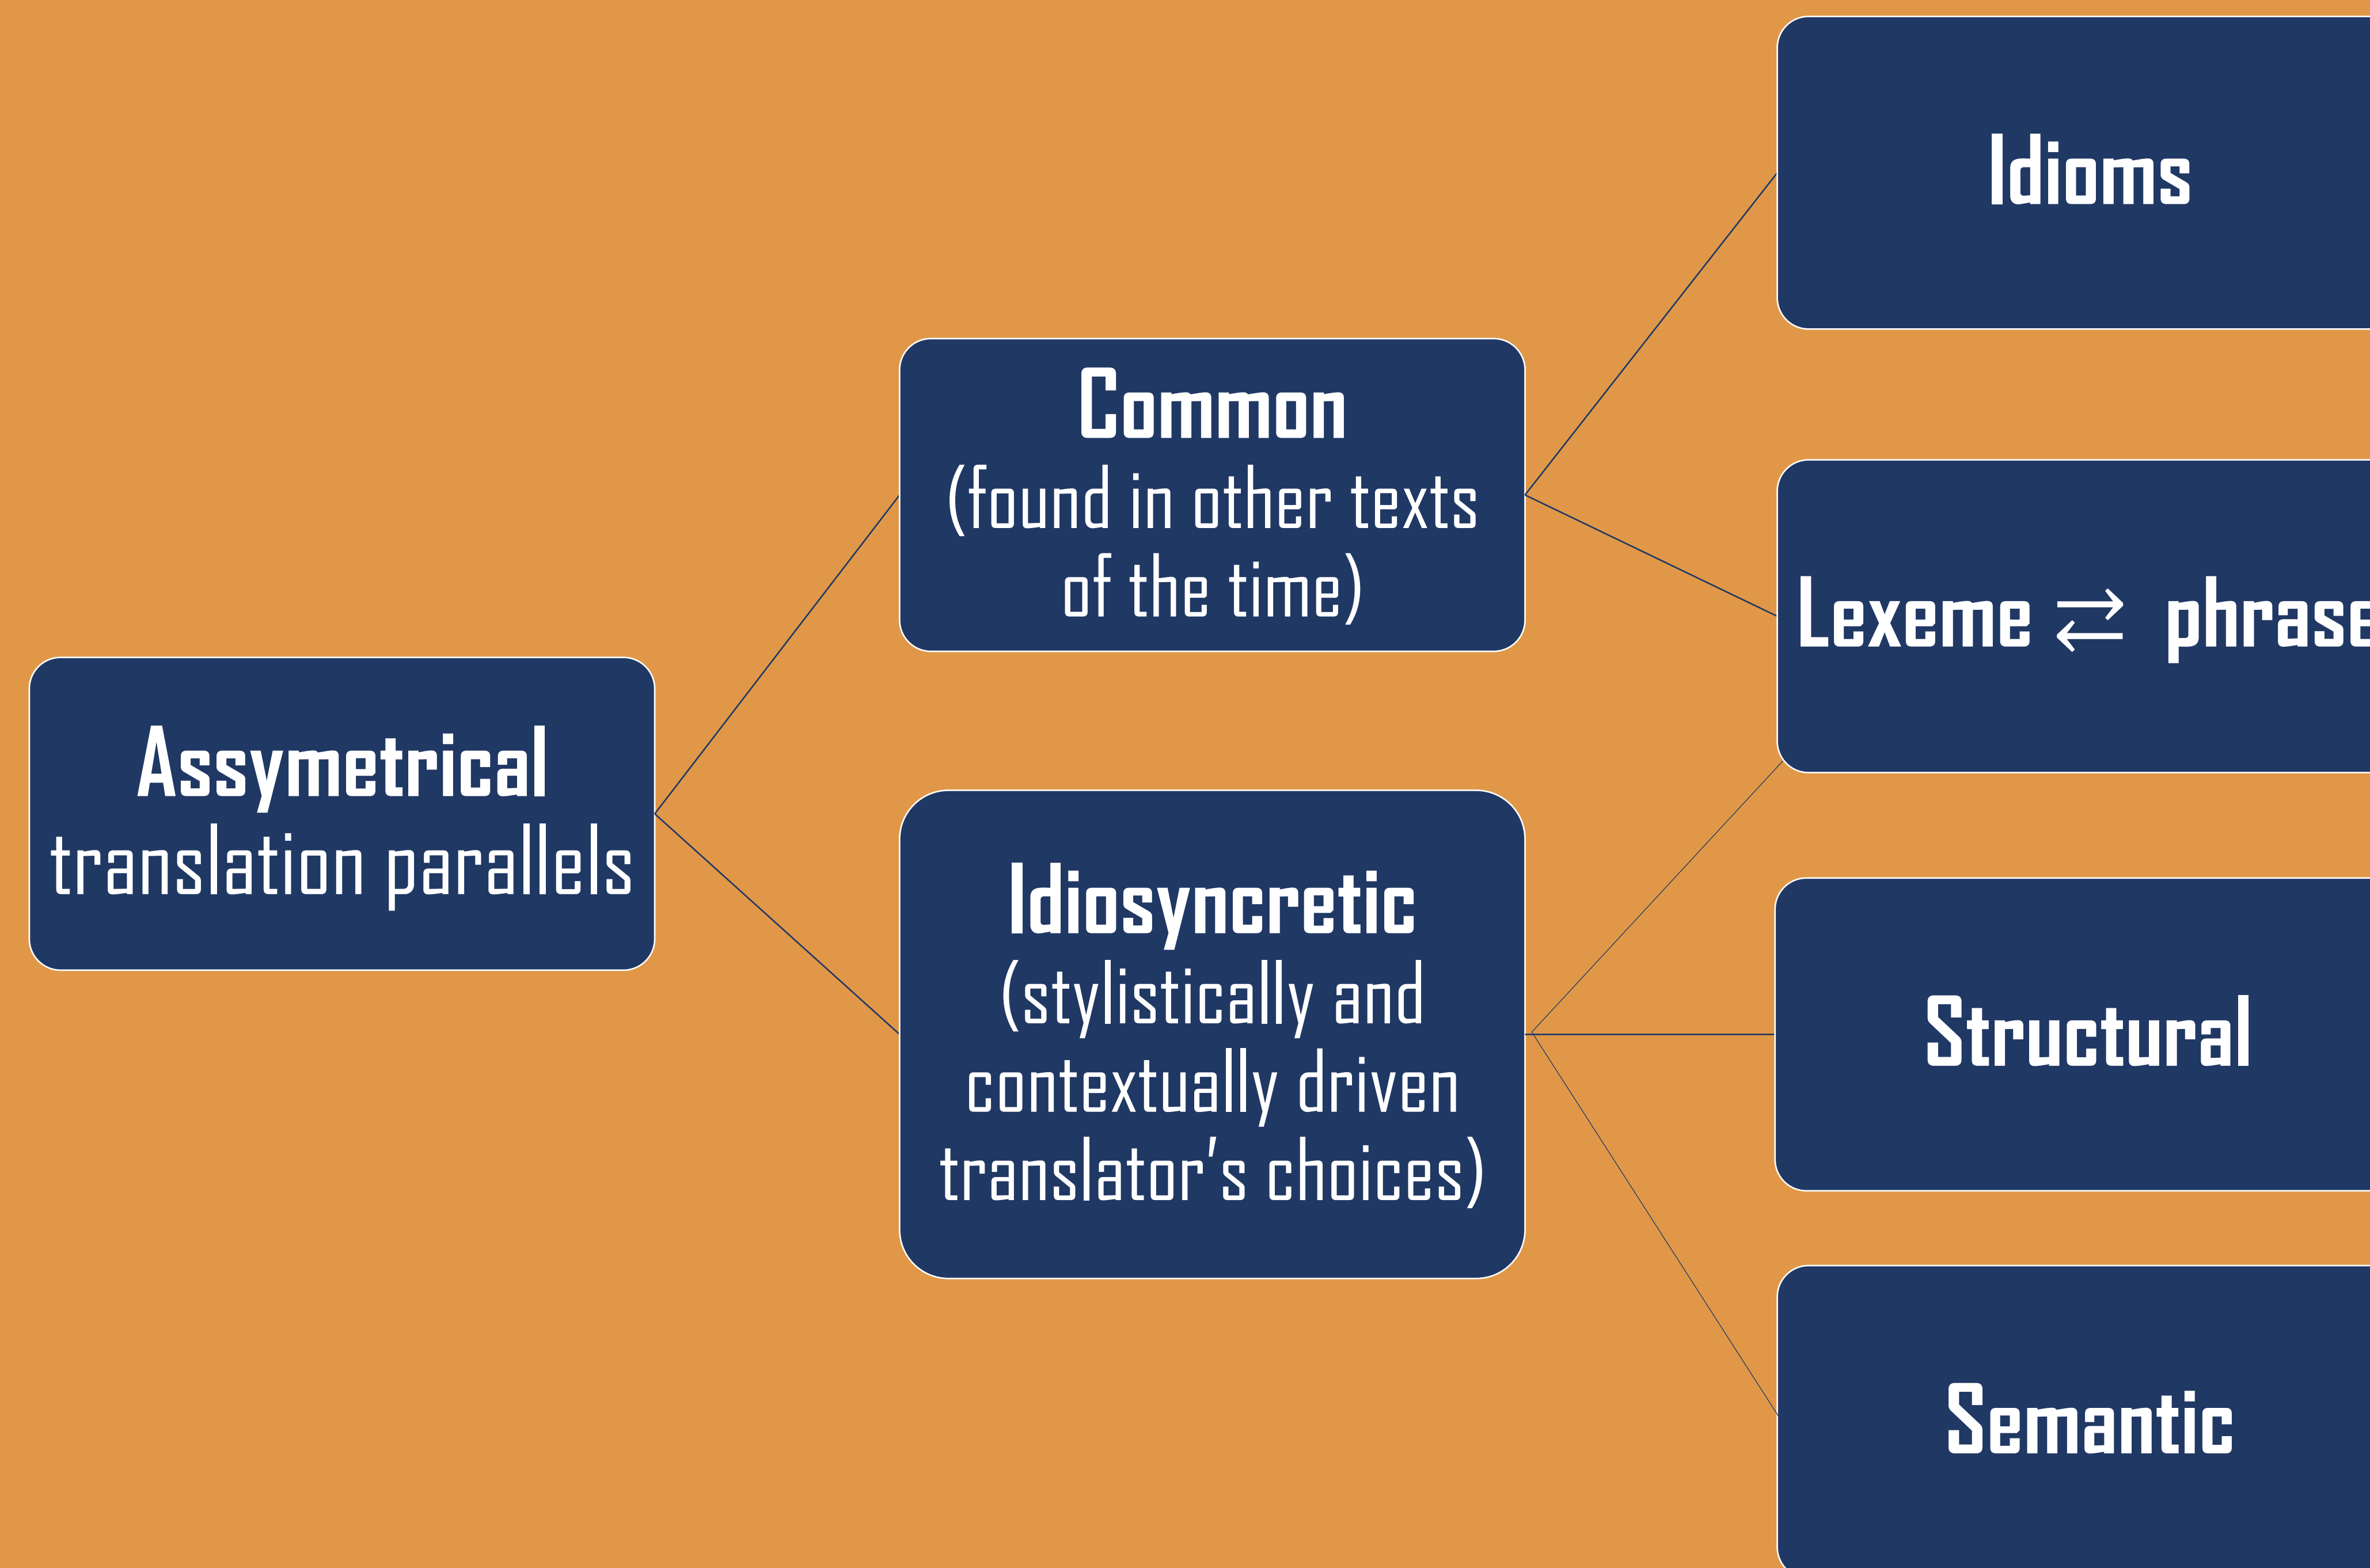 Assymetrical
translation parallels
Common
(found in other texts
of the time)
Idiosyncretic
(stylistically and
contextually driven
translator's choices)
Idioms
Lexeme ⇄ phrase
Structural
Semantic